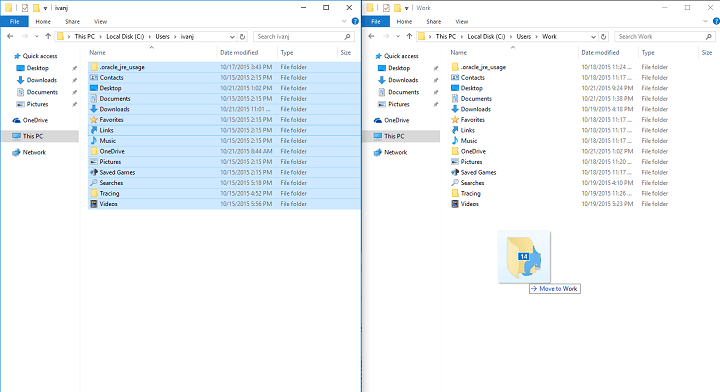 ivanj
File Home Share View
This PC > Local Disk (C:) > Users > ivanj
Search ivanj
Name Date modified Type Size
Quick access
Desktop
Downloads
Documents
Pictures
OneDrive
This PC
Network
.oracle_jre_usage 10/17/2015 3:43 PM File folder
Contacts 10/15/2015 2:15 PM File folder
Desktop 10/21/2015 1:02 PM File folder
Documents 10/15/2015 2:15 PM File folder
Downloads 10/21/2015 11:01 ... File folder
Favorites 10/15/2015 2:15 PM File folder
Links 10/15/2015 2:15 PM File folder
Music 10/15/2015 2:15 PM File folder
OneDrive 10/21/2015 8:44 AM File folder
Pictures 10/15/2015 2:15 PM File folder
Saved Games 10/15/2015 2:15 PM File folder
Searches 10/15/2015 5:18 PM File folder
Tracing 10/15/2015 4:52 PM File folder
Videos 10/15/2015 5:56 PM File folder
Work
File Home Share View
This PC > Local Disk (C:) > Users > Work
Search Work
Name Date modified Type Size
Quick access
Desktop
Downloads
Documents
Pictures
OneDrive
This PC
Network
.oracle_jre_usage 10/18/2015 11:24 ... File folder
Contacts 10/18/2015 11:17 ... File folder
Desktop 10/21/2015 9:24 PM File folder
Documents 10/21/2015 1:38 PM File folder
Downloads 10/19/2015 4:18 PM File folder
Favorites 10/18/2015 11:17 ... File folder
Links 10/18/2015 11:17 ... File folder
Music 10/18/2015 11:17 ... File folder
OneDrive 10/21/2015 1:02 PM File folder
Pictures 10/18/2015 11:20 ... File folder
Saved Games 10/18/2015 11:17 ... File folder
Searches 10/19/2015 4:10 PM File folder
Tracing 10/19/2015 11:26 ... File folder
Videos 10/19/2015 5:23 PM File folder
14
Move to Work